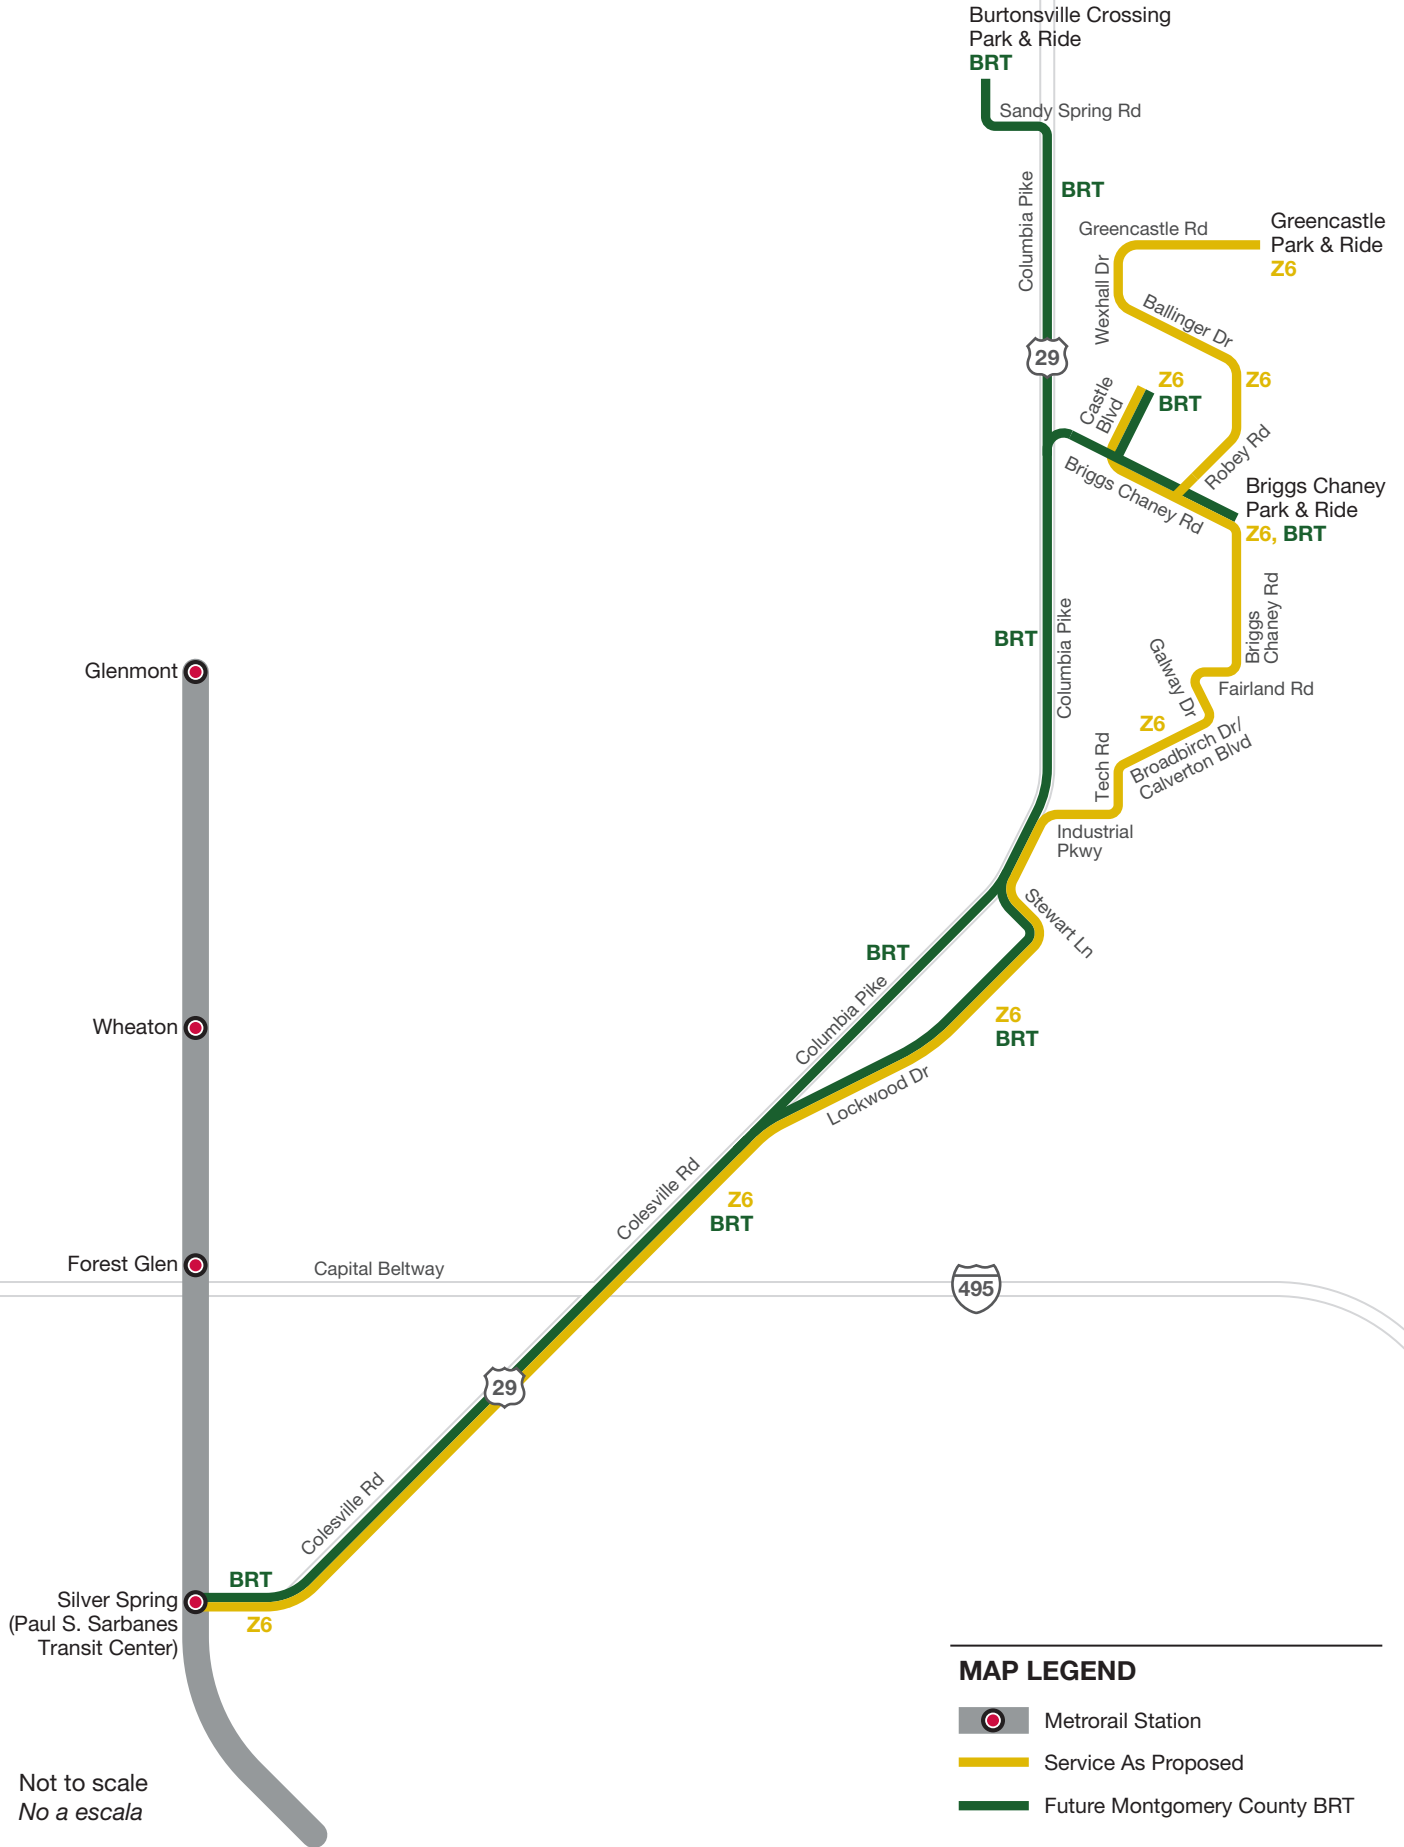 Burtonsville Crossing
Park & Ride
BRT
Sandy Spring Rd
Columbia Pike
BRT
Greencastle Rd
Greencastle
Park & Ride
Z6
Wexhall Dr
Ballinger Dr
29
Castle
Blvd
Z6
BRT
Z6
Robey Rd
Briggs Chaney Rd
Briggs Chaney
Park & Ride
Z6, BRT
Briggs
Chaney Rd
BRT
Columbia Pike
Galway Dr
Fairland Rd
Z6
Broadbirch Dr/
Calverton Blvd
Tech Rd
Industrial
Pkwy
Glenmont
Stewart Ln
BRT
Columbia Pike
Z6
BRT
Wheaton
Lockwood Dr
Colesville Rd
Z6
BRT
Forest Glen
Capital Beltway
495
29
Colesville Rd
BRT
Z6
Silver Spring
(Paul S. Sarbanes
Transit Center)
MAP LEGEND
Metrorail Station
Service As Proposed
Future Montgomery County BRT
Not to scale
No a escala